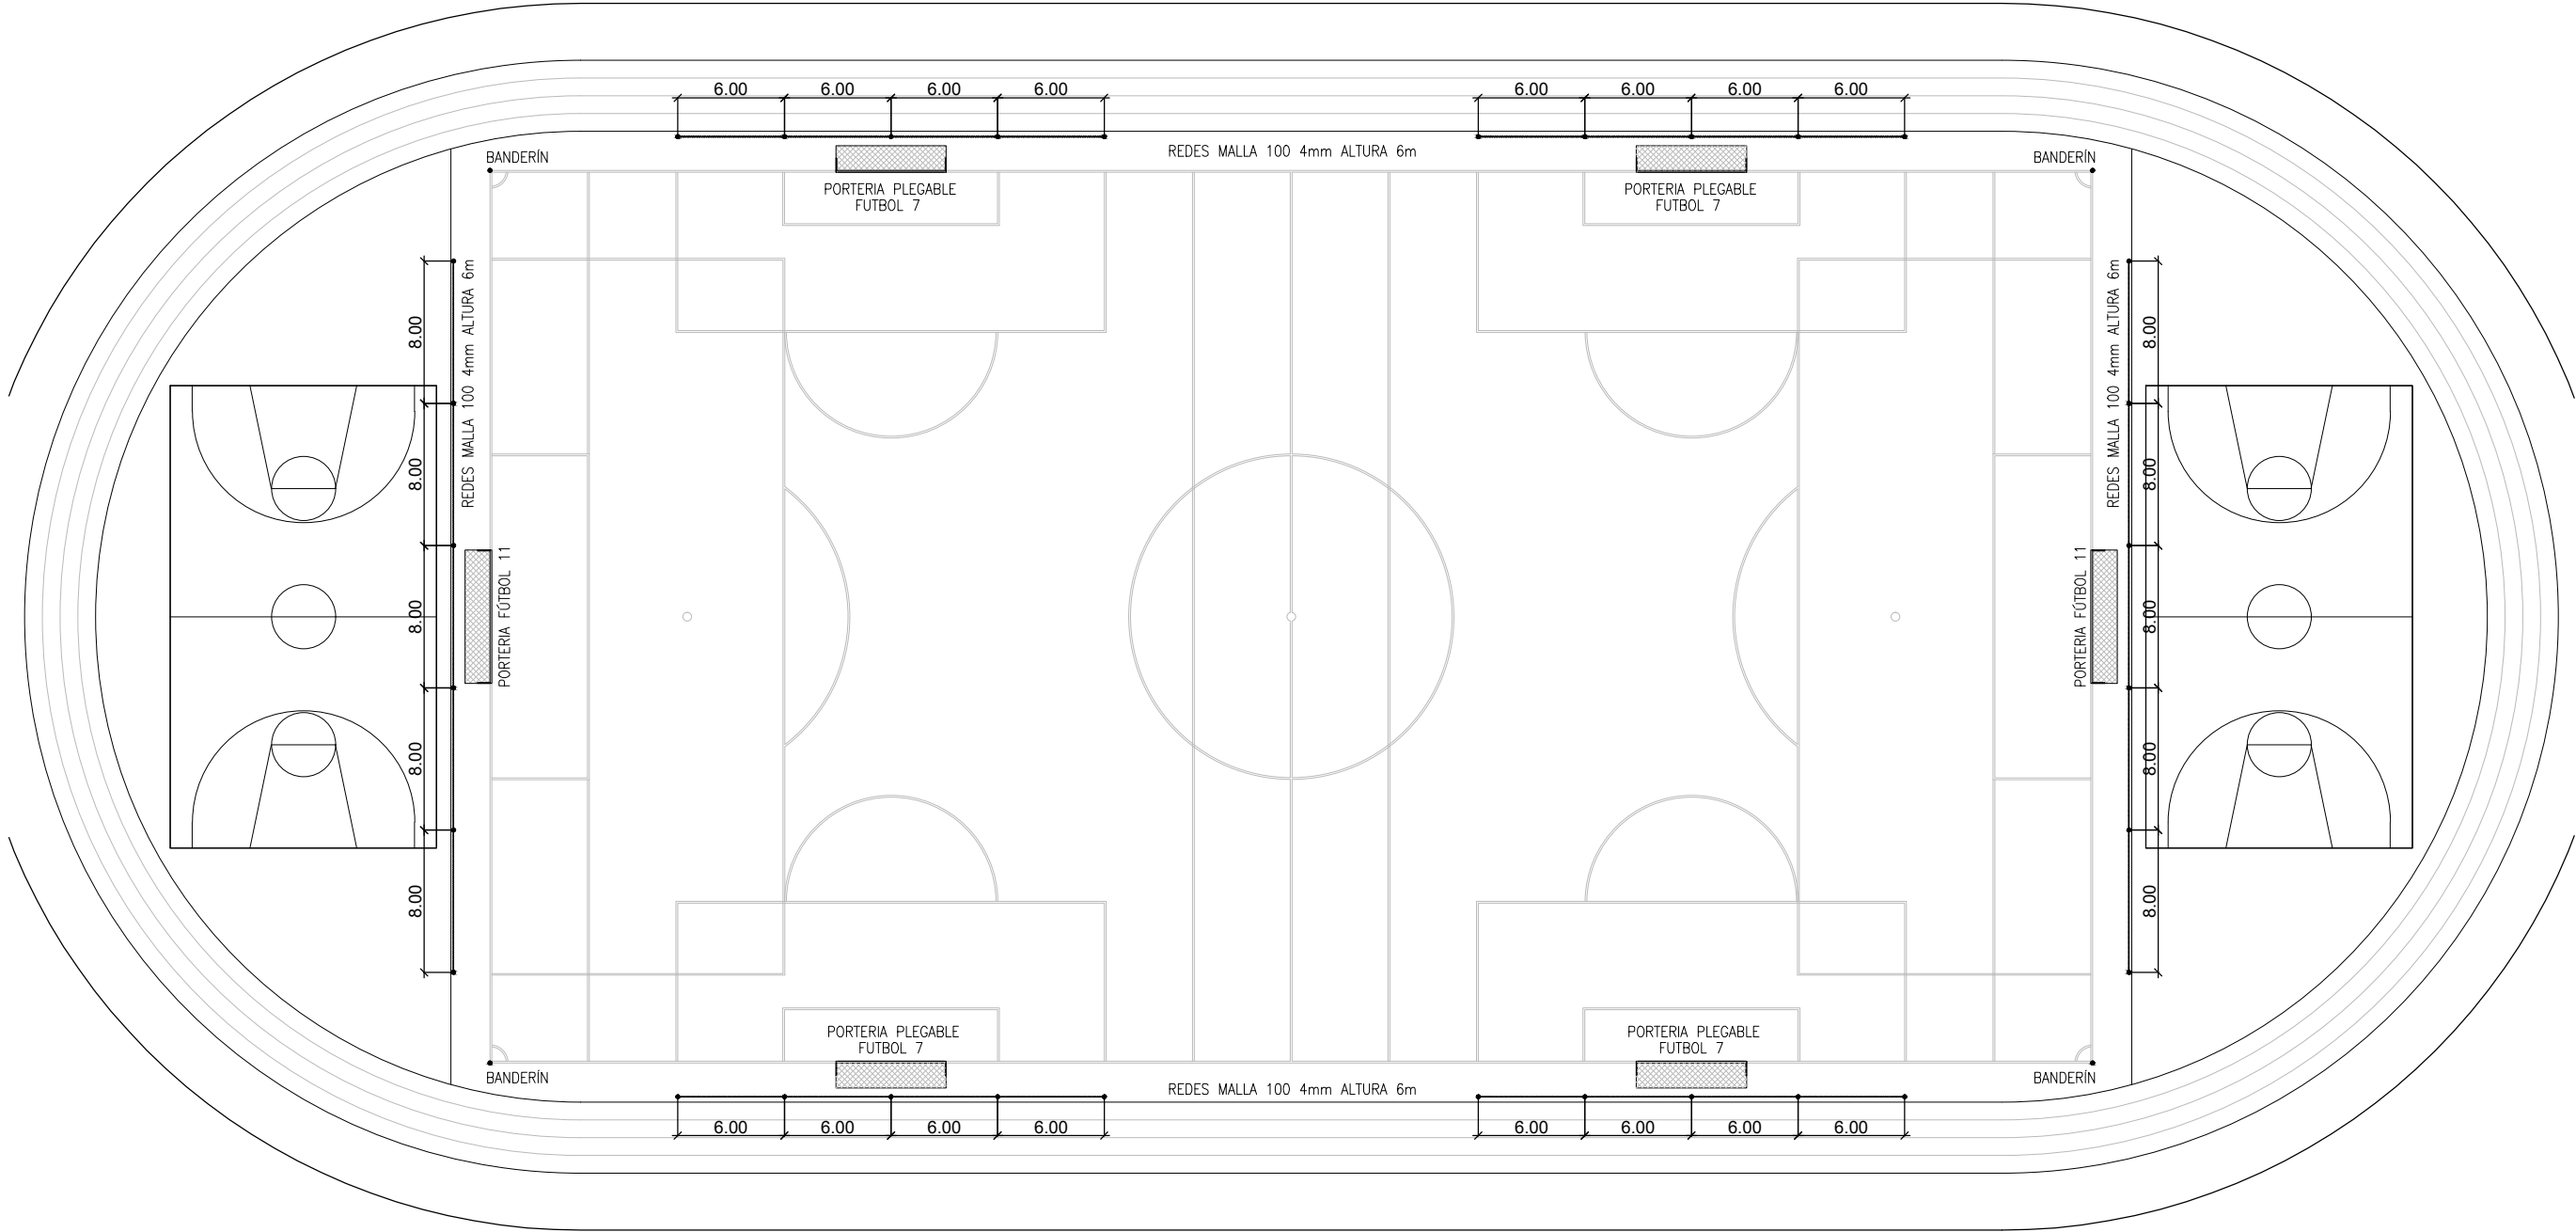 6.00 6.00 6.00 6.00 6.00 6.00 6.00 6.00
BANDERÍN
REDES MALLA 100 4mm ALTURA 6m
BANDERÍN
PORTERIA PLEGABLE
FUTBOL 7
PORTERIA PLEGABLE
FUTBOL 7
8.00
8.00
8.00
8.00
8.00
REDES MALLA 100 4mm ALTURA 6m
PORTERIA FÚTBOL 11
PORTERIA FÚTBOL 11
REDES MALLA 100 4mm ALTURA 6m
8.00
8.00
8.00
8.00
8.00
PORTERIA PLEGABLE
FUTBOL 7
PORTERIA PLEGABLE
FUTBOL 7
BANDERÍN
REDES MALLA 100 4mm ALTURA 6m
BANDERÍN
6.00 6.00 6.00 6.00 6.00 6.00 6.00 6.00